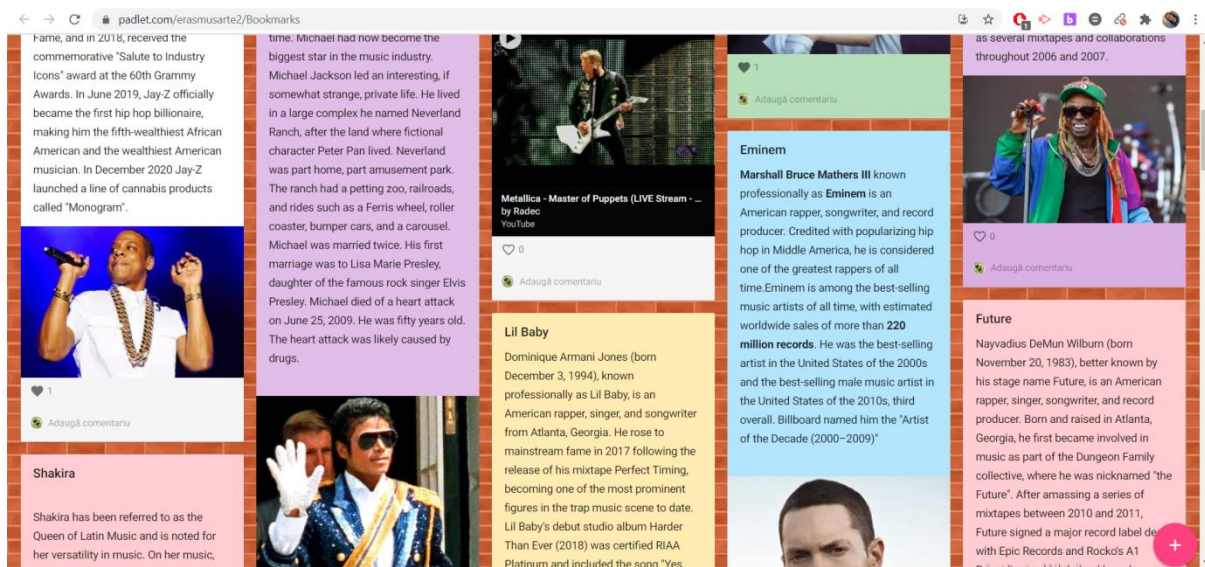 padlet.com/erasmusarte2/Bookmarks
Fame, and in 2018, received the
commemorative "Salute to Industry
Icons" award at the 60th Grammy
Awards. In June 2019, Jay-Z officially
became the first hip hop billionaire,
making him the fifth-wealthiest African
American and the wealthiest American
musician. In December 2020 Jay-Z
launched a line of cannabis products
called "Monogram".
1
Adaugă comentariu
Shakira
Shakira has been referred to as the
Queen of Latin Music and is noted for
her versatility in music. On her music,
time. Michael had now become the
biggest star in the music industry.
Michael Jackson led an interesting, if
somewhat strange, private life. He lived
in a large complex he named Neverland
Ranch, after the land where fictional
character Peter Pan lived. Neverland
was part home, part amusement park.
The ranch had a petting zoo, railroads,
and rides such as a Ferris wheel, roller
coaster, bumper cars, and a carousel.
Michael was married twice. His first
marriage was to Lisa Marie Presley,
daughter of the famous rock singer Elvis
Presley. Michael died of a heart attack
on June 25, 2009. He was fifty years old.
The heart attack was likely caused by
drugs.
Metallica - Master of Puppets (LIVE Stream - ...
by Radec
YouTube
0
Adaugă comentariu
Lil Baby
Dominique Armani Jones (born
December 3, 1994), known
professionally as Lil Baby, is an
American rapper, singer, and songwriter
from Atlanta, Georgia. He rose to
mainstream fame in 2017 following the
release of his mixtape Perfect Timing,
becoming one of the most prominent
figures in the trap music scene to date.
Lil Baby's debut studio album Harder
Than Ever (2018) was certified RIAA
Platinum and included the song "Yes
1
Adaugă comentariu
Eminem
Marshall Bruce Mathers III known
professionally as Eminem is an
American rapper, songwriter, and record
producer. Credited with popularizing hip
hop in Middle America, he is considered
one of the greatest rappers of all
time.Eminem is among the best-selling
music artists of all time, with estimated
worldwide sales of more than 220
million records. He was the best-selling
artist in the United States of the 2000s
and the best-selling male music artist in
the United States of the 2010s, third
overall. Billboard named him the "Artist
of the Decade (2000–2009)"
as several mixtapes and collaborations
throughout 2006 and 2007.
0
Adaugă comentariu
Future
Nayvadius DeMun Wilburn (born
November 20, 1983), better known by
his stage name Future, is an American
rapper, singer, songwriter, and record
producer. Born and raised in Atlanta,
Georgia, he first became involved in
music as part of the Dungeon Family
collective, where he was nicknamed "the
Future". After amassing a series of
mixtapes between 2010 and 2011,
Future signed a major record label
with Epic Records and Rocko's A1